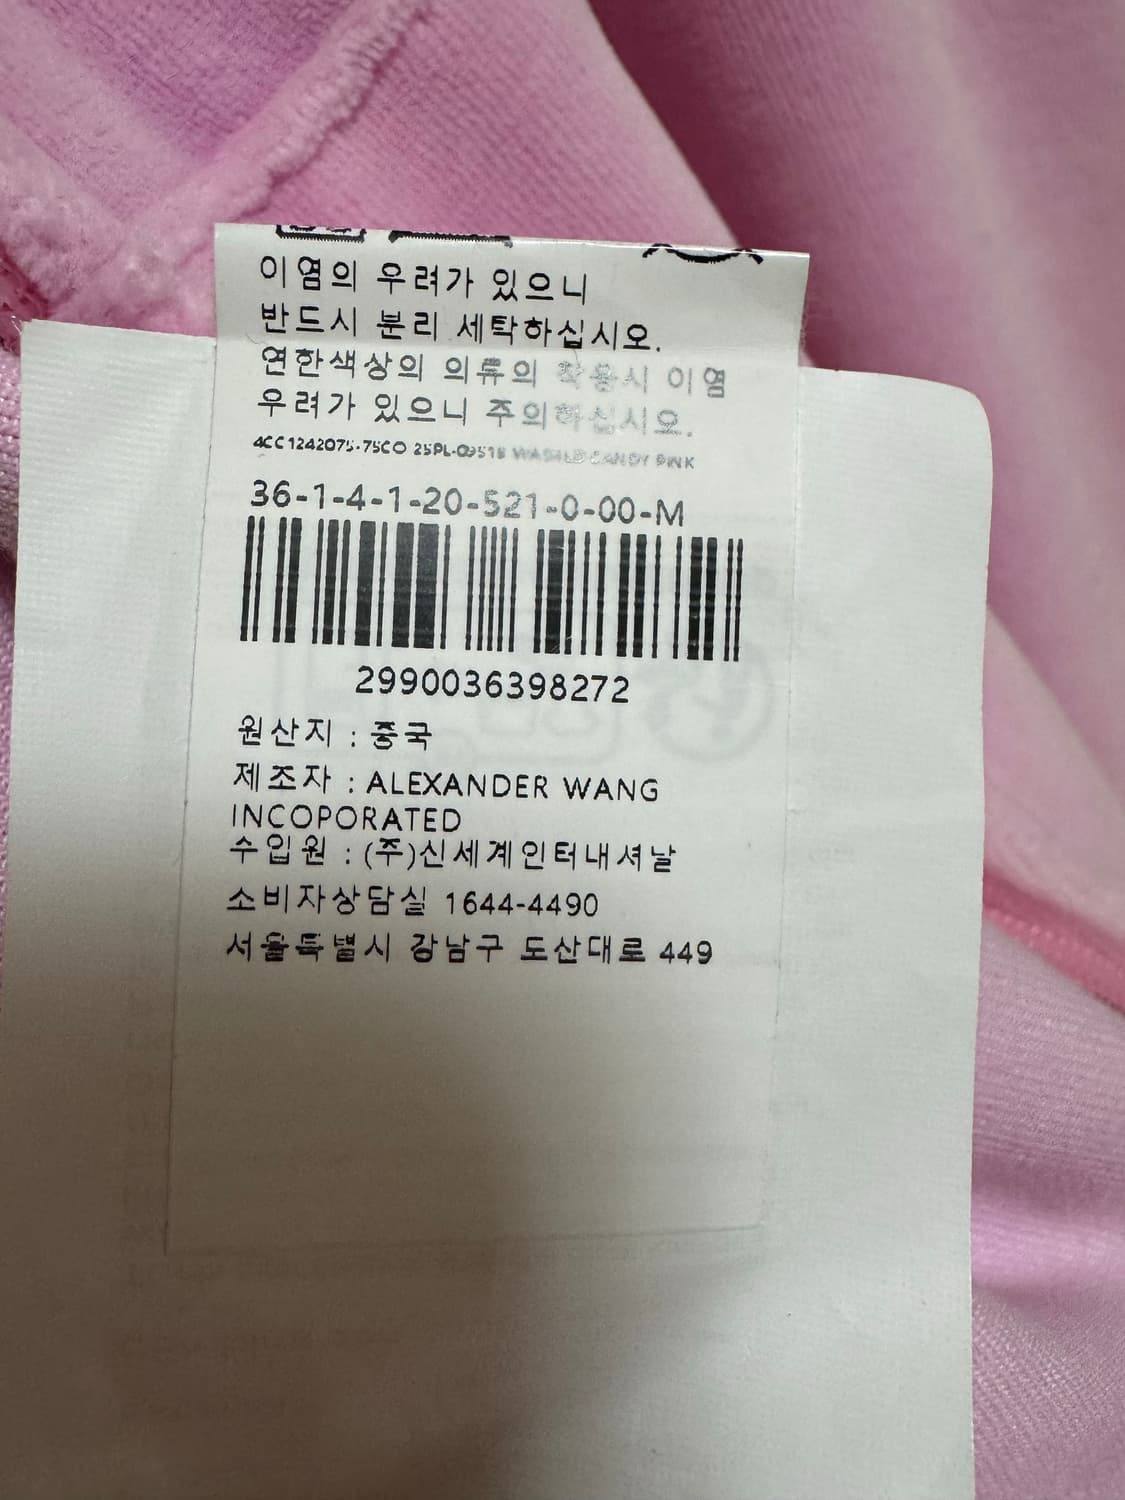 이염의 우려가 있으니
반드시 분리 세탁하십시오.
연한색상의 의류의 착용시 이염
우려가 있으니 주의하십시오.
4CC1242075-75CO WASHED CANDY PINK
36-1-4-1-20-521-0-00-M
2990036398272
원산지 : 중국
제조자 : ALEXANDER WANG
INCOPORATED
수입원 : (주)신세계인터내셔날
소비자상담실 1644-4490
서울특별시 강남구 도산대로 449